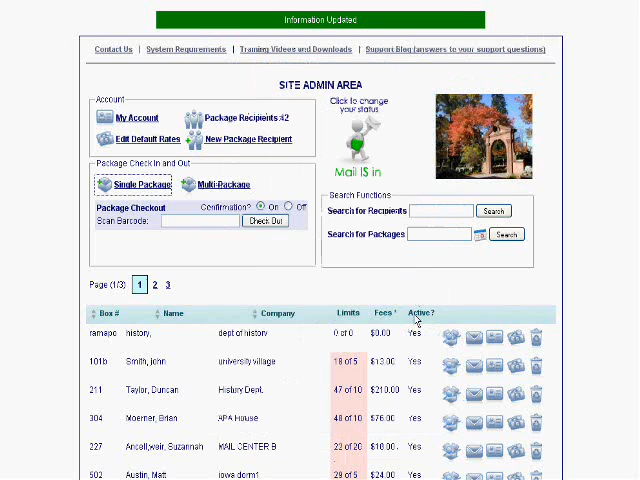 Information Updated
Contact Us | System Requirements | Training Videos and Downloads | Support Blog (answers to your support questions)
SITE ADMIN AREA
Account
My Account
Package Recipients:42
Edit Default Rates
New Package Recipient
Click to change
your status
Mail IS in
Package Check In and Out
Single Package
Multi-Package
Package Checkout Confirmation? On Off
Scan Barcode: Check Out
Search Functions
Search for Recipients Search
Search for Packages Search
Page (1/3) 1 2 3
Box # Name Company Limits Fees * Active?
ramapo history, dept of history 0 of 0 $0.00 Yes
101b Smith, john university village 18 of 5 $13.00 Yes
211 Taylor, Duncan History Dept. 47 of 10 $210.00 Yes
304 Moerner, Brian APA House 48 of 10 $76.00 Yes
227 Ancell,weir, Suzannah MAIL CENTER B 22 of 20 $18.00 Yes
502 Austin, Matt iowa dorm1 29 of 5 $24.00 Yes